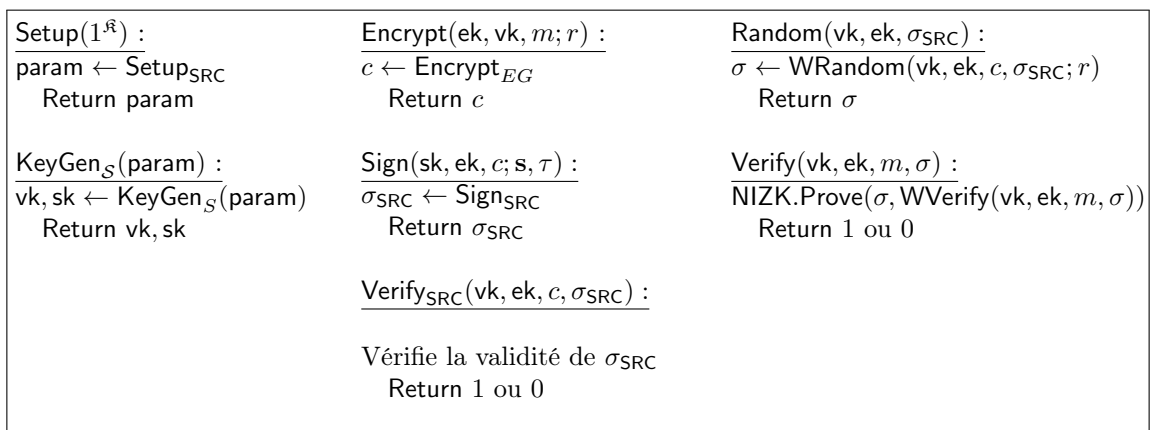 Setup(1^𝔎) :
param ← Setup_SRC
Return param
KeyGen_𝒮(param) :
vk, sk ← KeyGen_S(param)
Return vk, sk
Encrypt(ek, vk, m; r) :
c ← Encrypt_EG
Return c
Sign(sk, ek, c; s, τ) :
σ_SRC ← Sign_SRC
Return σ_SRC
Verify_SRC(vk, ek, c, σ_SRC) :
Vérifie la validité de σ_SRC
Return 1 ou 0
Random(vk, ek, σ_SRC) :
σ ← WRandom(vk, ek, c, σ_SRC; r)
Return σ
Verify(vk, ek, m, σ) :
NIZK.Prove(σ, WVerify(vk, ek, m, σ))
Return 1 ou 0